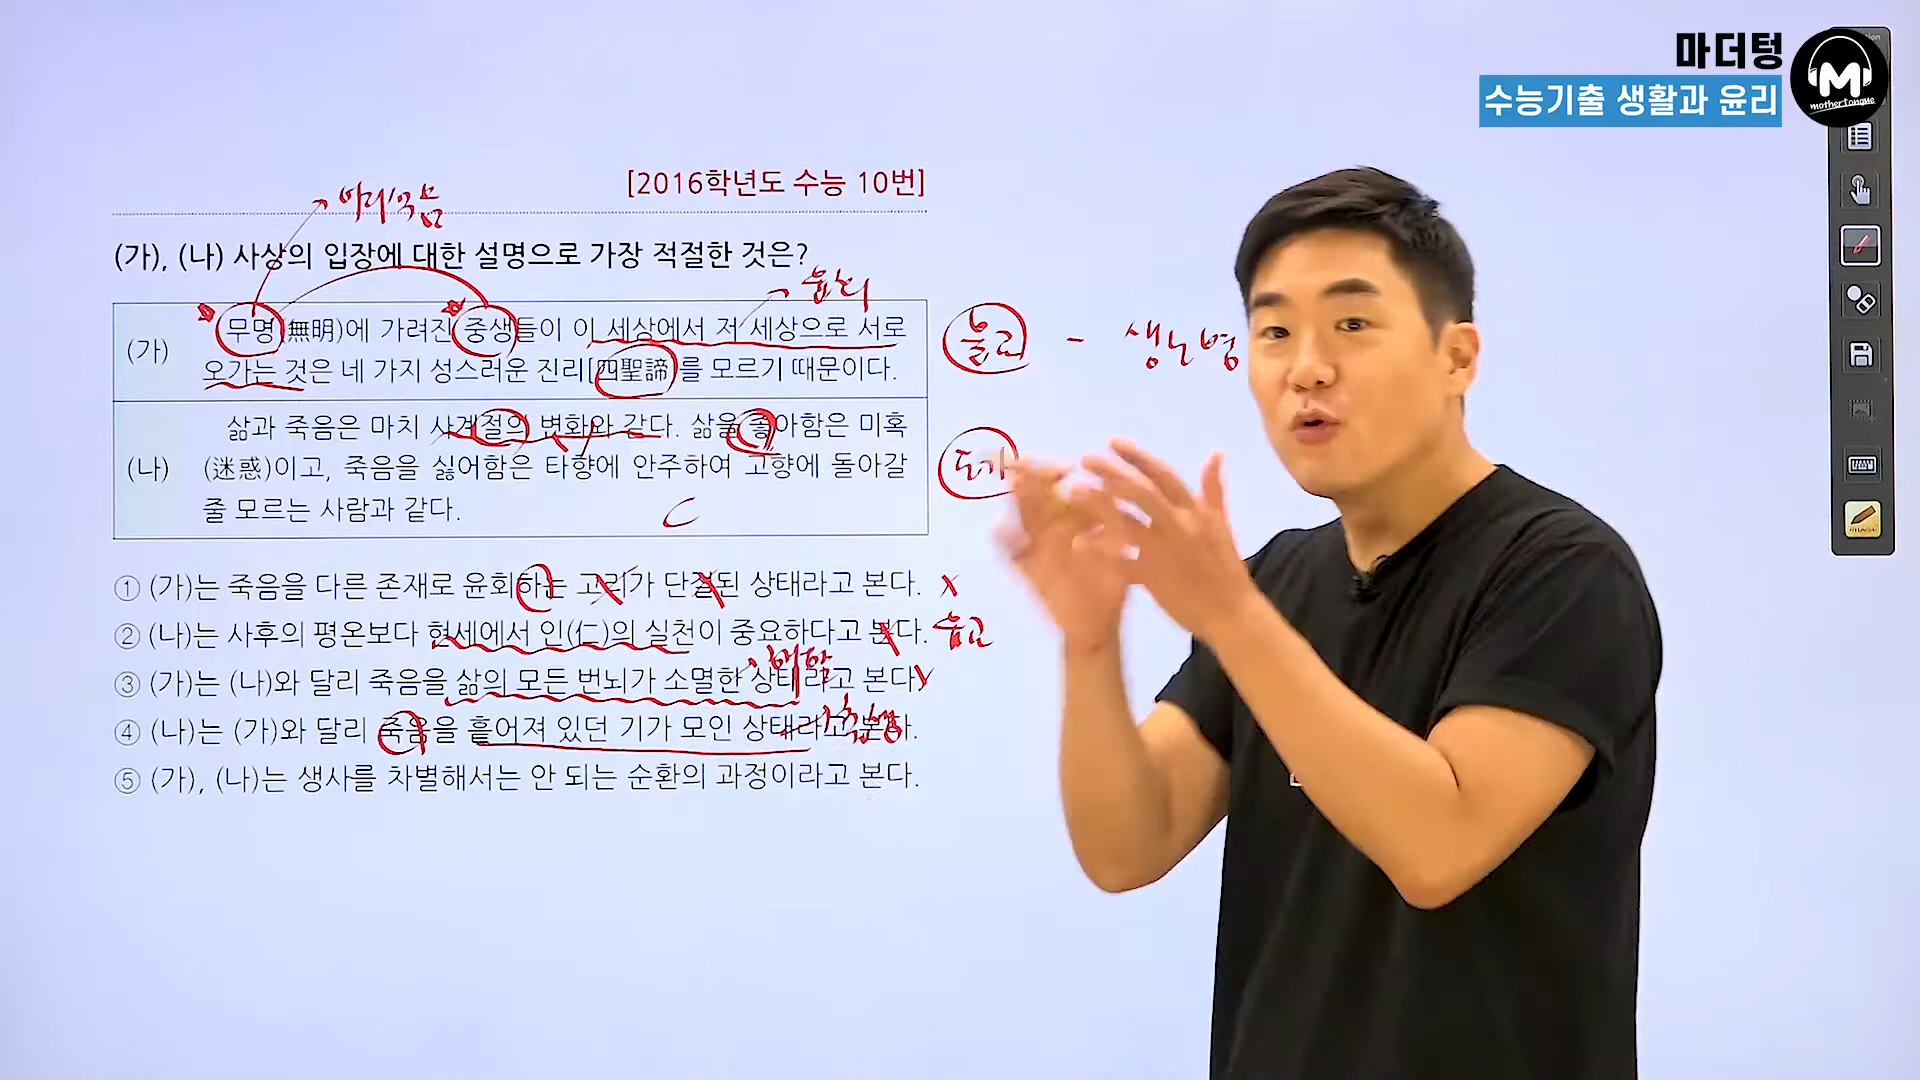 마더텅
수능기출 생활과 윤리
mothertongue
[2016학년도 수능 10번]
(가), (나) 사상의 입장에 대한 설명으로 가장 적절한 것은?
윤회
(가)
무명(無明)에 가려진 중생들이 이 세상에서 저 세상으로 서로
오가는 것은 네 가지 성스러운 진리[四聖諦]를 모르기 때문이다.
불교 - 생노병
(나)
삶과 죽음은 마치 사계절의 변화와 같다. 삶을 좋아함은 미혹
(迷惑)이고, 죽음을 싫어함은 타향에 안주하여 고향에 돌아갈
줄 모르는 사람과 같다.
도가
① (가)는 죽음을 다른 존재로 윤회하는 고리가 단절된 상태라고 본다.
② (나)는 사후의 평온보다 현세에서 인(仁)의 실천이 중요하다고 본다. 유교
③ (가)는 (나)와 달리 죽음을 삶의 모든 번뇌가 소멸한 상태라고 본다.
④ (나)는 (가)와 달리 죽음을 흩어져 있던 기가 모인 상태라고 본다.
⑤ (가), (나)는 생사를 차별해서는 안 되는 순환의 과정이라고 본다.